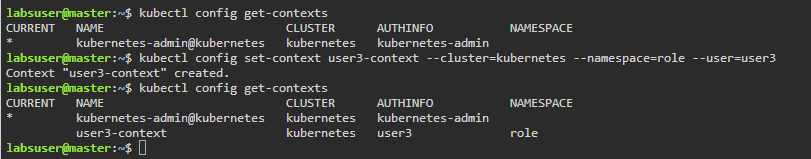 labsuser@master:~$ kubectl config get-contexts
CURRENT   NAME                          CLUSTER      AUTHINFO           NAMESPACE
*         kubernetes-admin@kubernetes   kubernetes   kubernetes-admin
labsuser@master:~$ kubectl config set-context user3-context --cluster=kubernetes --namespace=role --user=user3
Context "user3-context" created.
labsuser@master:~$ kubectl config get-contexts
CURRENT   NAME                          CLUSTER      AUTHINFO           NAMESPACE
*         kubernetes-admin@kubernetes   kubernetes   kubernetes-admin
          user3-context                 kubernetes   user3              role
labsuser@master:~$